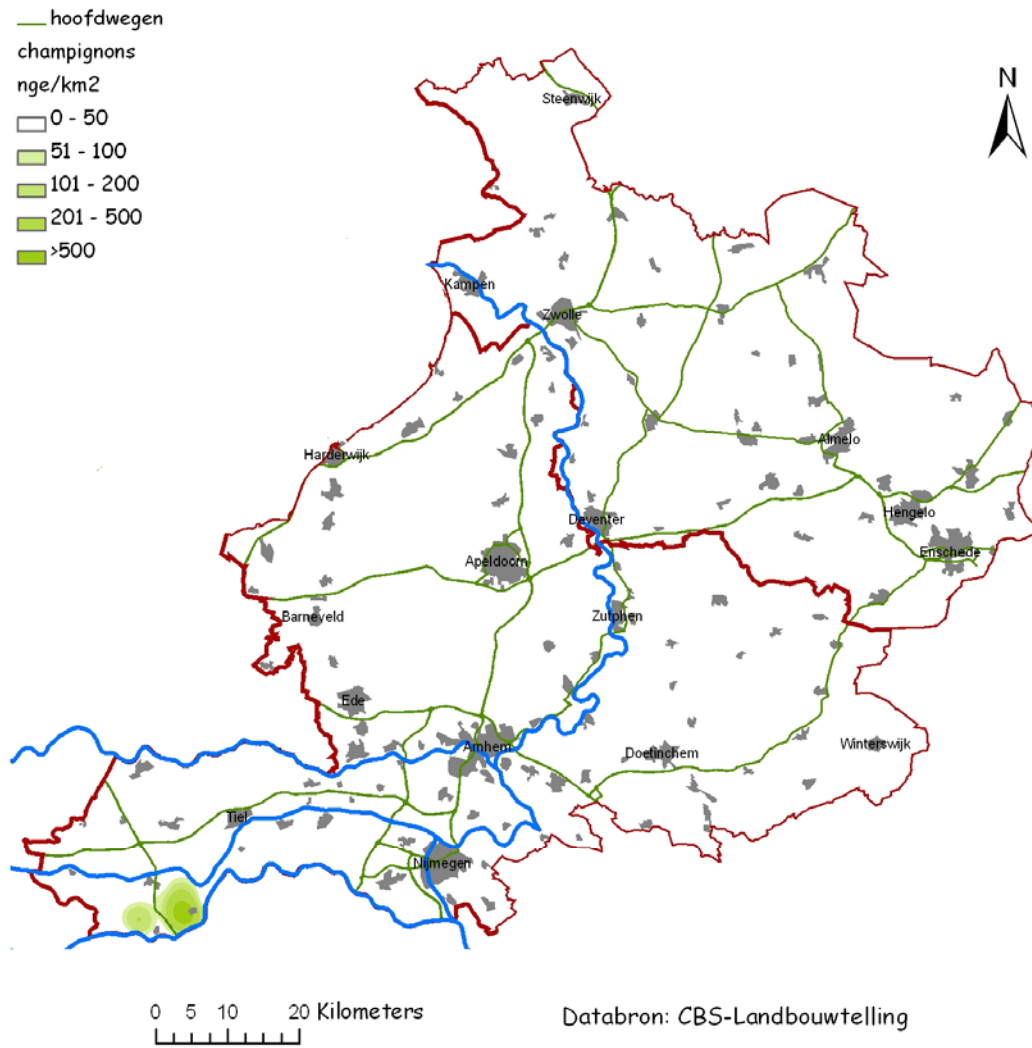 hoofdwegen
champignons
nge/km2
0 - 50
51 - 100
101 - 200
201 - 500
>500
N
Steenwijk
Kampen
Zwolle
Harderwijk
Almelo
Hengelo
Deventer
Enschede
Apeldoorn
Barneveld
Zutphen
Ede
Arnhem
Doetinchem
Winterswijk
Tiel
Nijmegen
0 5 10 20 Kilometers
Databron: CBS-Landbouwtelling